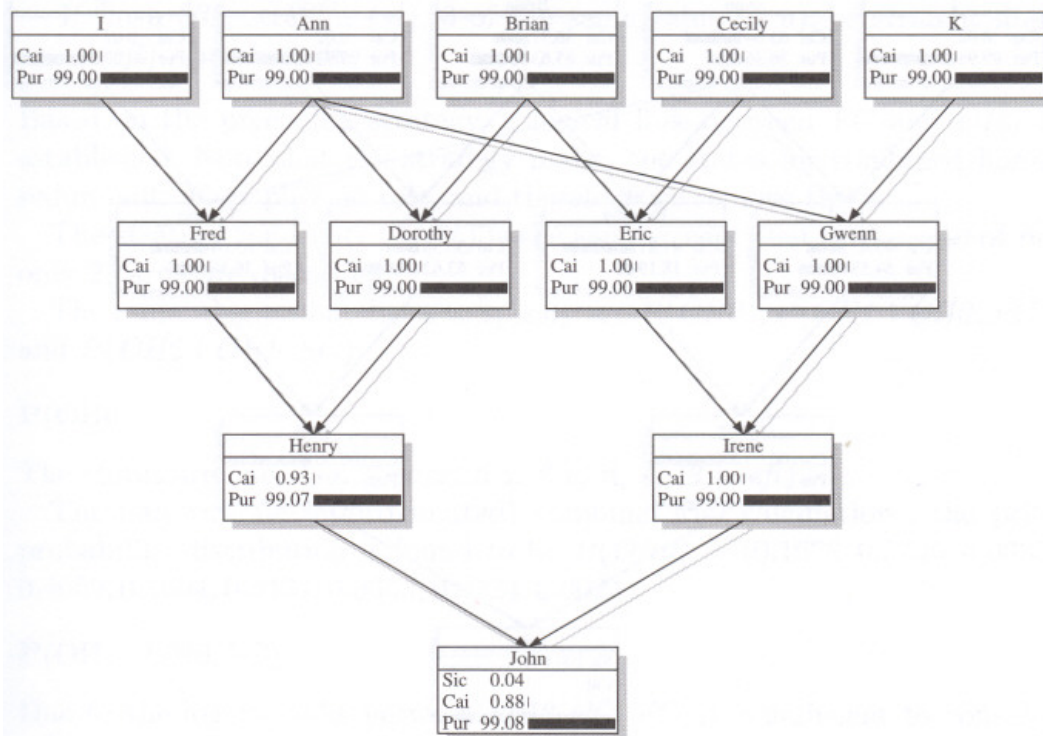 I Ann Brian Cecily K
Cai 1.00 Cai 1.00 Cai 1.00 Cai 1.00 Cai 1.00
Pur 99.00 Pur 99.00 Pur 99.00 Pur 99.00 Pur 99.00
Fred Dorothy Eric Gwenn
Cai 1.00 Cai 1.00 Cai 1.00 Cai 1.00
Pur 99.00 Pur 99.00 Pur 99.00 Pur 99.00
Henry Irene
Cai 0.93 Cai 1.00
Pur 99.07 Pur 99.00
John
Sic 0.04
Cai 0.88
Pur 99.08